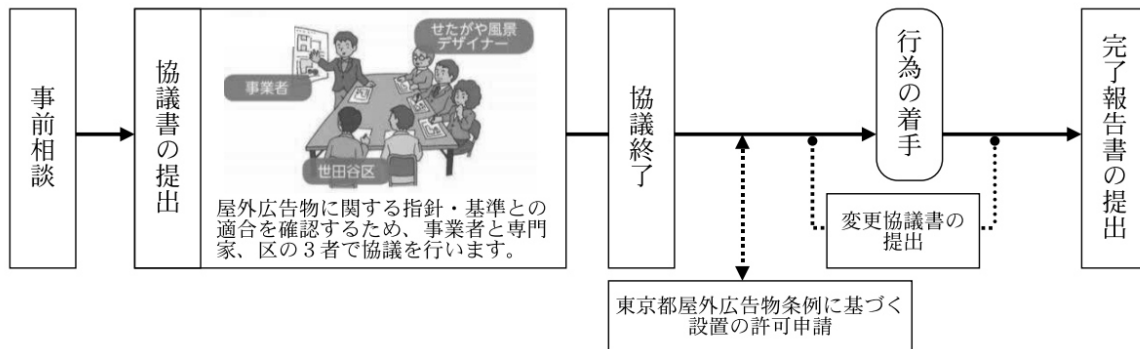 事前相談
協議書の提出
せたがや風景
デザイナー
事業者
世田谷区
屋外広告物に関する指針・基準との
適合を確認するため、事業者と専門
家、区の３者で協議を行います。
協議終了
行為の着手
変更協議書の
提出
東京都屋外広告物条例に基づく
設置の許可申請
完了報告書の提出